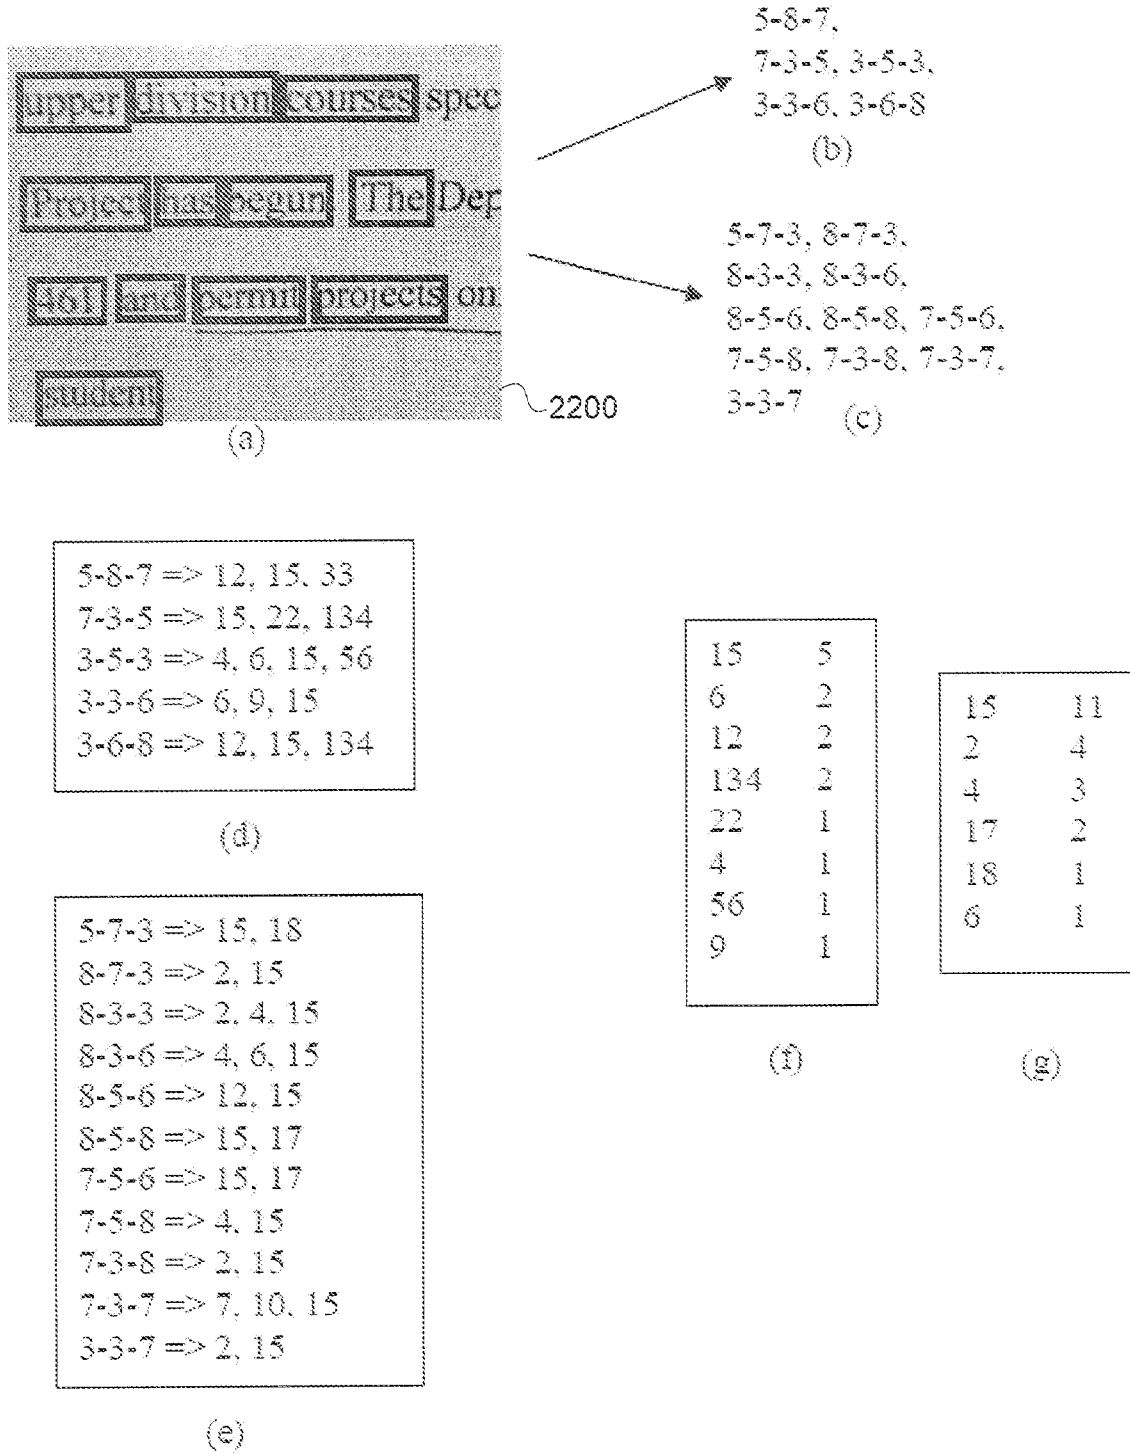 upper division courses spec
Projec has begun The Dep
461 and permit projects on
student
(a)
2200
5-8-7,
7-3-5, 3-5-3,
3-3-6, 3-6-8
(b)
5-7-3, 8-7-3,
8-3-3, 8-3-6,
8-5-6, 8-5-8, 7-5-6,
7-5-8, 7-3-8, 7-3-7,
3-3-7
(c)
5-8-7 => 12, 15, 33
7-3-5 => 15, 22, 134
3-5-3 => 4, 6, 15, 56
3-3-6 => 6, 9, 15
3-6-8 => 12, 15, 134
(d)
5-7-3 => 15, 18
8-7-3 => 2, 15
8-3-3 => 2, 4, 15
8-3-6 => 4, 6, 15
8-5-6 => 12, 15
8-5-8 => 15, 17
7-5-6 => 15, 17
7-5-8 => 4, 15
7-3-8 => 2, 15
7-3-7 => 7, 10, 15
3-3-7 => 2, 15
(e)
15 5
6 2
12 2
134 2
22 1
4 1
56 1
9 1
(f)
15 11
2 4
4 3
17 2
18 1
6 1
(g)